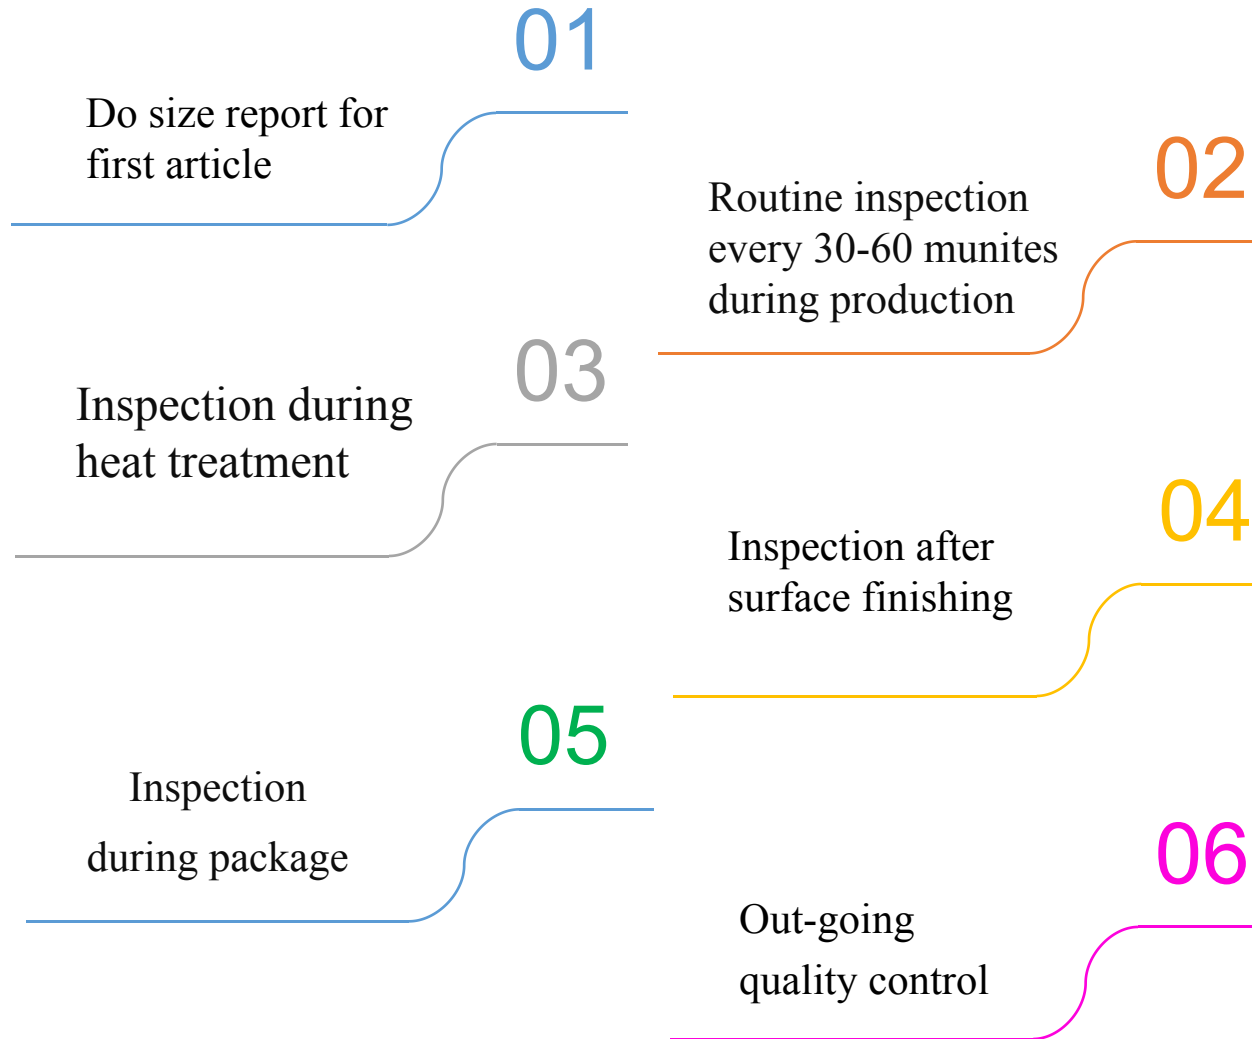 01
Do size report for
first article
02
Routine inspection
every 30-60 munites
during production
03
Inspection during
heat treatment
04
Inspection after
surface finishing
05
Inspection
during package
06
Out-going
quality control